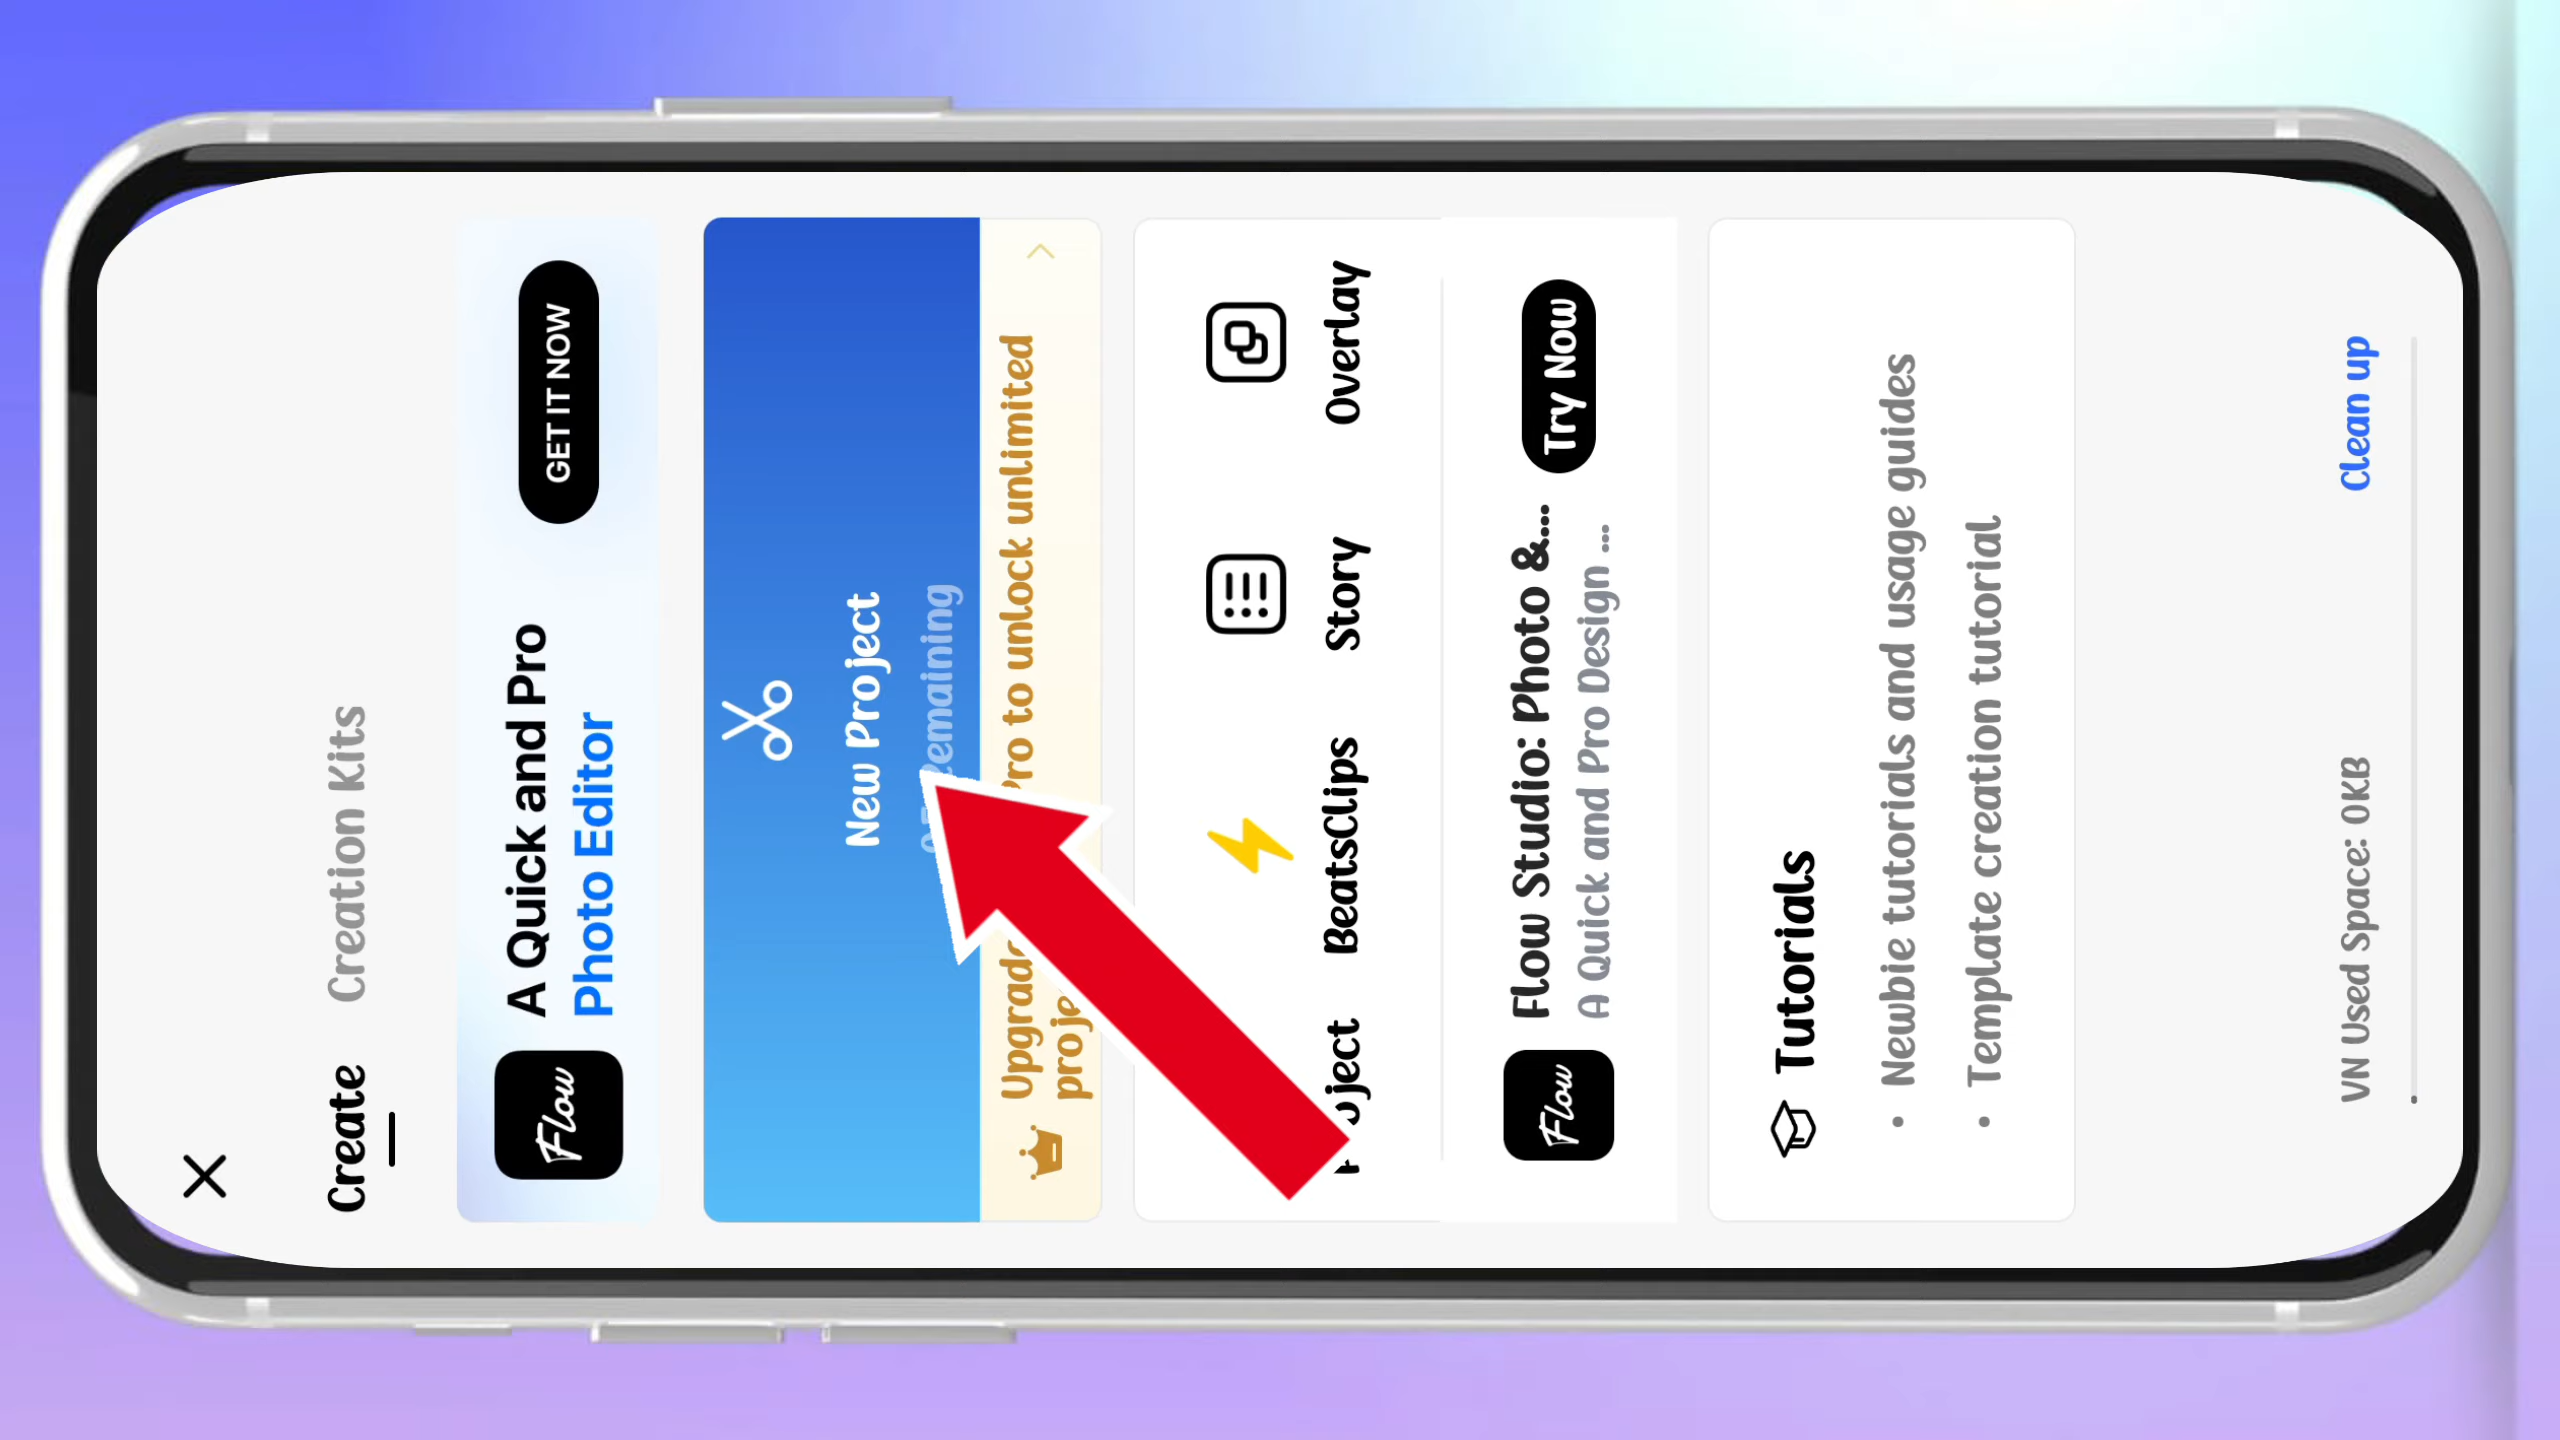 Create
Creation Kits
Flow
A Quick and Pro
Photo Editor
GET IT NOW
New Project
Remaining
Pro to unlock unlimited
BeatsClips
Story
Overlay
Flow
Flow Studio: Photo &...
A Quick and Pro Design ...
Try Now
Tutorials
• Newbie tutorials and usage guides
• Template creation tutorial
VN Used Space: 0KB
Clean up